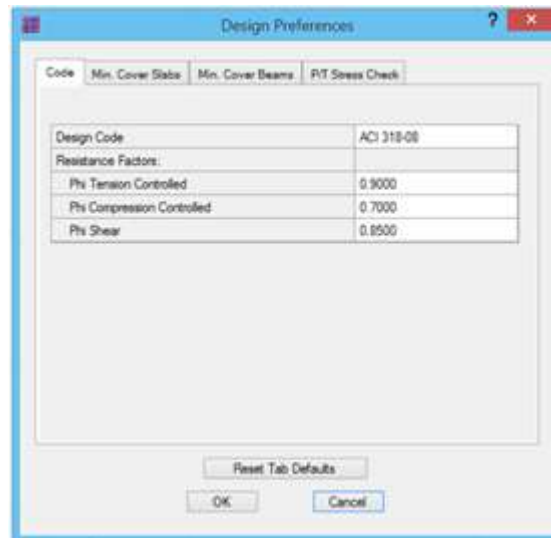 Design Preferences
? ×
Code Min. Cover Slabs Min. Cover Beams P/T Stress Check
Design Code ACI 318-08
Resistance Factors:
Phi Tension Controlled 0.9000
Phi Compression Controlled 0.7000
Phi Shear 0.8500
Reset Tab Defaults
OK Cancel